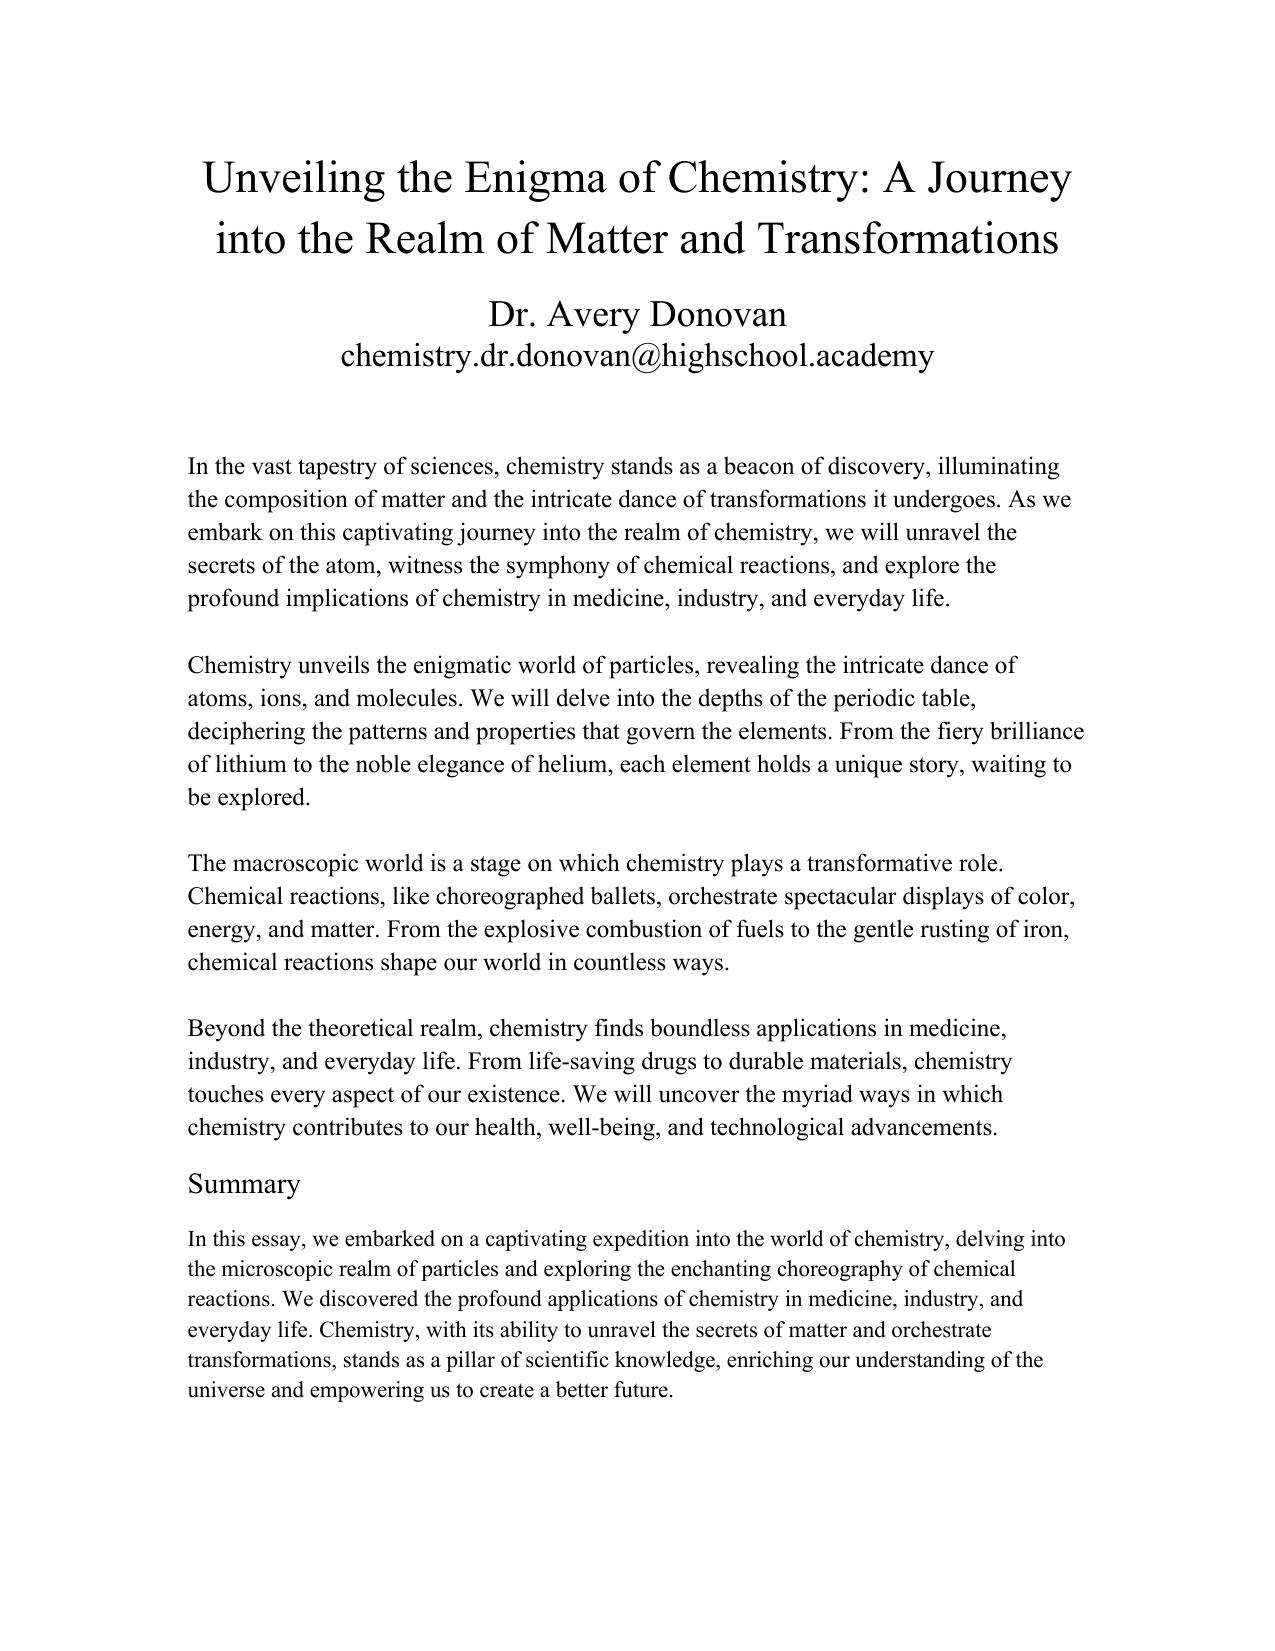 Unveiling the Enigma of Chemistry: A Journey
into the Realm of Matter and Transformations
Dr. Avery Donovan
chemistry.dr.donovan@highschool.academy
In the vast tapestry of sciences, chemistry stands as a beacon of discovery, illuminating
the composition of matter and the intricate dance of transformations it undergoes. As we
embark on this captivating journey into the realm of chemistry, we will unravel the
secrets of the atom, witness the symphony of chemical reactions, and explore the
profound implications of chemistry in medicine, industry, and everyday life.
Chemistry unveils the enigmatic world of particles, revealing the intricate dance of
atoms, ions, and molecules. We will delve into the depths of the periodic table,
deciphering the patterns and properties that govern the elements. From the fiery brilliance
of lithium to the noble elegance of helium, each element holds a unique story, waiting to
be explored.
The macroscopic world is a stage on which chemistry plays a transformative role.
Chemical reactions, like choreographed ballets, orchestrate spectacular displays of color,
energy, and matter. From the explosive combustion of fuels to the gentle rusting of iron,
chemical reactions shape our world in countless ways.
Beyond the theoretical realm, chemistry finds boundless applications in medicine,
industry, and everyday life. From life-saving drugs to durable materials, chemistry
touches every aspect of our existence. We will uncover the myriad ways in which
chemistry contributes to our health, well-being, and technological advancements.
Summary
In this essay, we embarked on a captivating expedition into the world of chemistry, delving into
the microscopic realm of particles and exploring the enchanting choreography of chemical
reactions. We discovered the profound applications of chemistry in medicine, industry, and
everyday life. Chemistry, with its ability to unravel the secrets of matter and orchestrate
transformations, stands as a pillar of scientific knowledge, enriching our understanding of the
universe and empowering us to create a better future.